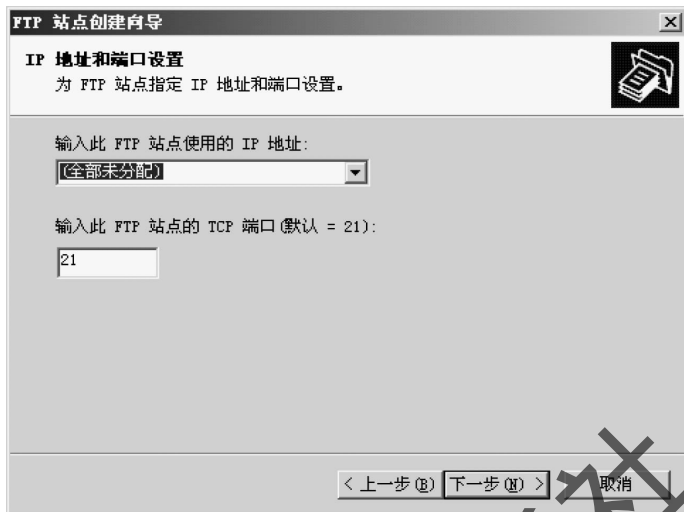 FTP 站点创建向导
IP 地址和端口设置
为 FTP 站点指定 IP 地址和端口设置。
输入此 FTP 站点使用的 IP 地址:
(全部未分配)
输入此 FTP 站点的 TCP 端口(默认 = 21):
21
< 上一步(B) 下一步(N) > 取消